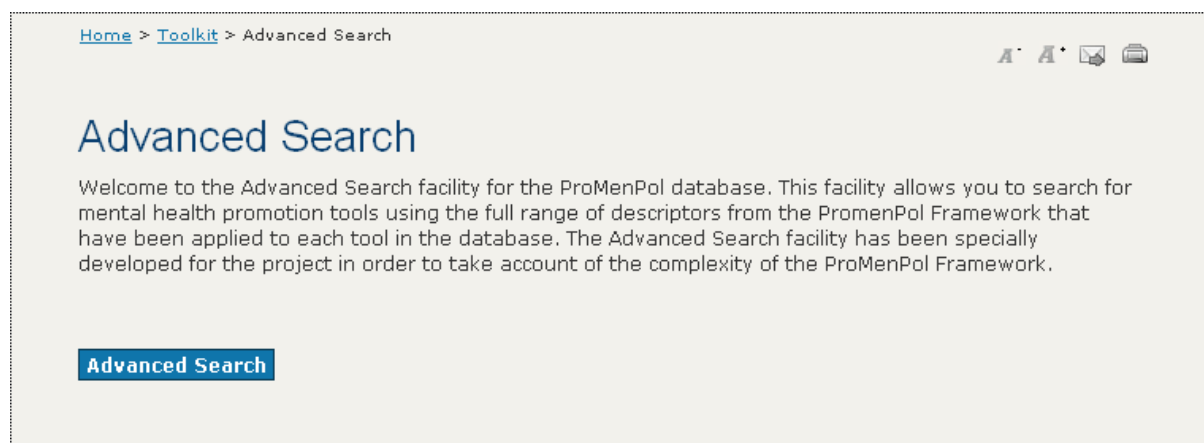 Home > Toolkit > Advanced Search
A- A+
Advanced Search
Welcome to the Advanced Search facility for the ProMenPol database. This facility allows you to search for
mental health promotion tools using the full range of descriptors from the PromenPol Framework that
have been applied to each tool in the database. The Advanced Search facility has been specially
developed for the project in order to take account of the complexity of the ProMenPol Framework.
Advanced Search